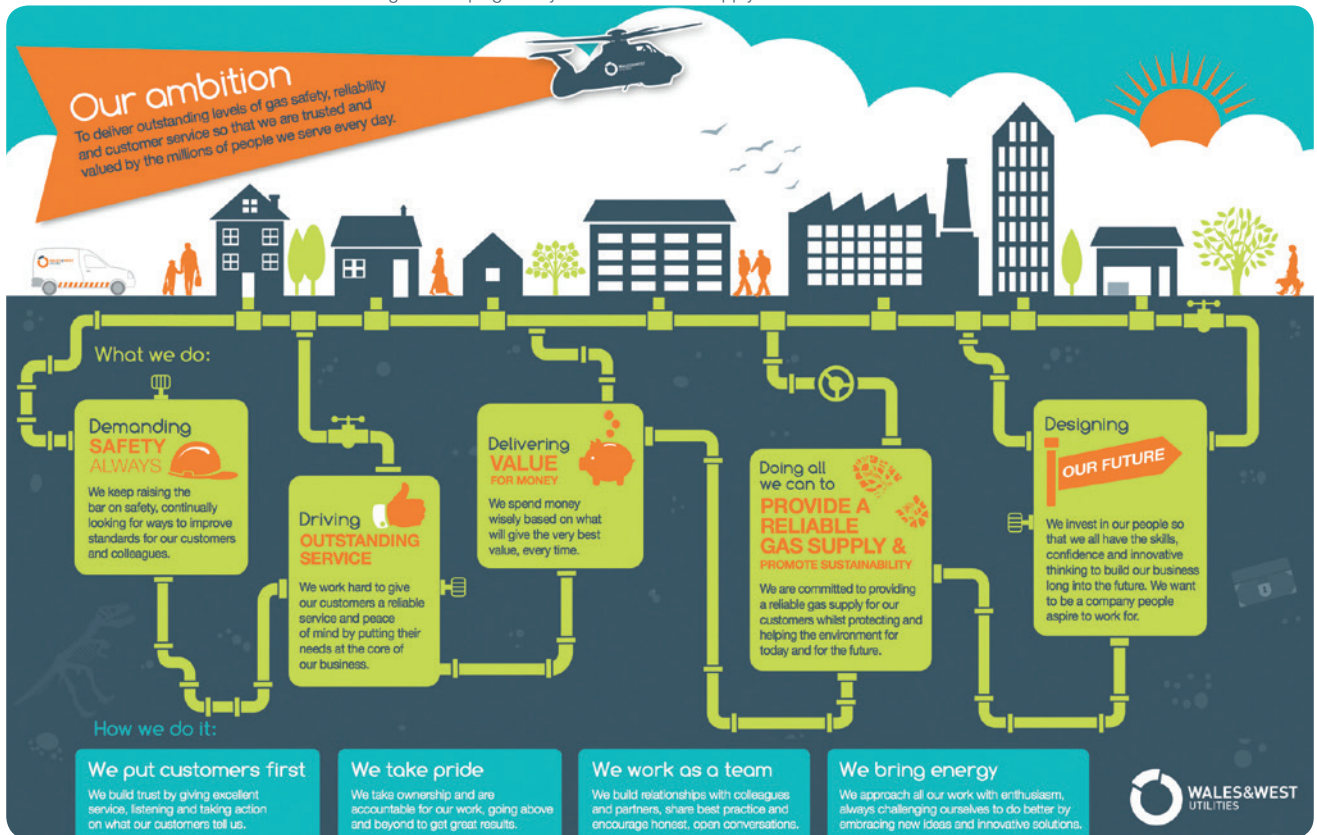 Our ambition
To deliver outstanding levels of gas safety, reliability
and customer service so that we are trusted and
valued by the millions of people we serve every day.
What we do:
Demanding
SAFETY
ALWAYS
We keep raising the
bar on safety, continually
looking for ways to improve
standards for our customers
and colleagues.
Driving
OUTSTANDING
SERVICE
We work hard to give
our customers a reliable
service and peace
of mind by putting their
needs at the core of
our business.
Delivering
VALUE
FOR MONEY
We spend money
wisely based on what
will give the very best
value, every time.
Doing all
we can to
PROVIDE A
RELIABLE
GAS SUPPLY &
PROMOTE SUSTAINABILITY
We are committed to providing
a reliable gas supply for our
customers whilst protecting and
helping the environment for
today and for the future.
Designing
OUR FUTURE
We invest in our people so
that we all have the skills,
confidence and innovative
thinking to build our business
long into the future. We want
to be a company people
aspire to work for.
How we do it:
We put customers first
We build trust by giving excellent
service, listening and taking action
on what our customers tell us.
We take pride
We take ownership and are
accountable for our work, going above
and beyond to get great results.
We work as a team
We build relationships with colleagues
and partners, share best practice and
encourage honest, open conversations.
We bring energy
We approach all our work with enthusiasm,
always challenging ourselves to do better by
embracing new ideas and innovative solutions.
WALES&WEST
UTILITIES